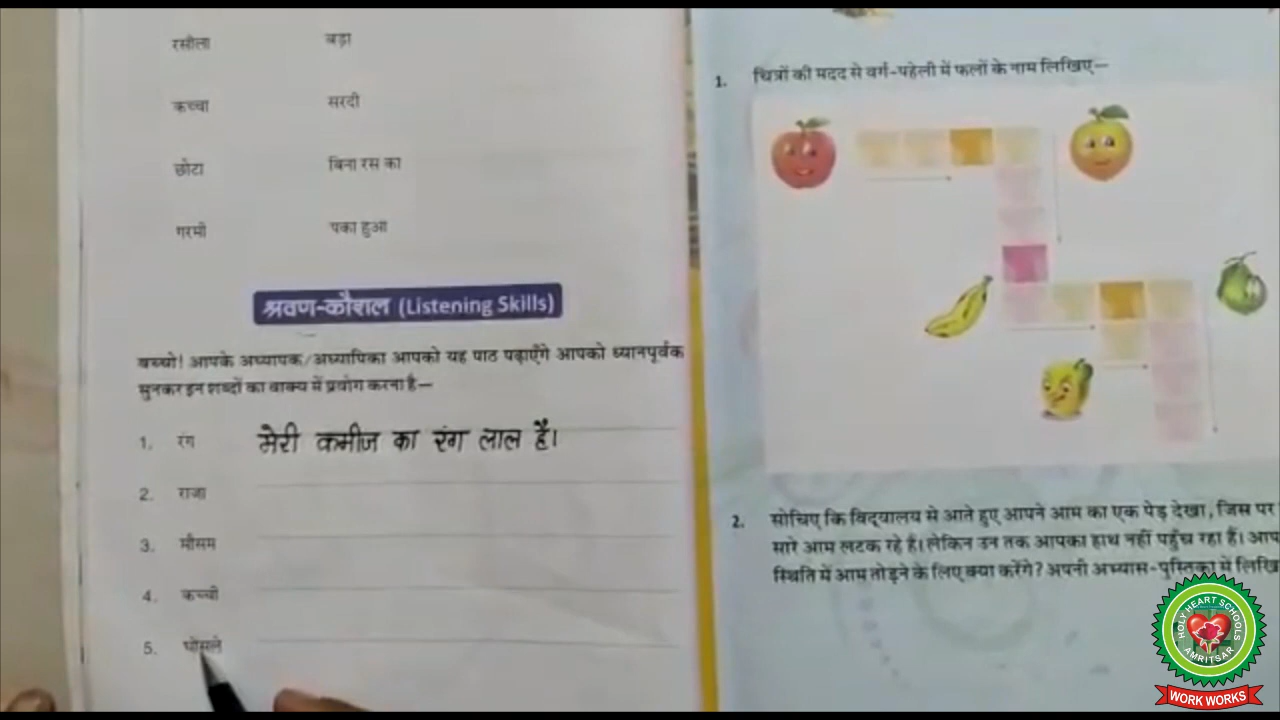 रसीला बड़ा
कच्चा सरदी
छोटा बिना रस का
गरमी पका हुआ
श्रवण-कौशल (Listening Skills)
बच्चो! आपके अध्यापक/अध्यापिका आपको यह पाठ पढ़ाएँगे आपको ध्यानपूर्वक
सुनकर इन शब्दों का वाक्य में प्रयोग करना है—
1. रंग मेरी कमीज का रंग लाल है।
2. राजा
3. मौसम
4. कच्ची
5. घोंसले
1. चित्रों की मदद से वर्ग-पहेली में फलों के नाम लिखिए—
2. सोचिए कि विद्यालय से आते हुए आपने आम का एक पेड़ देखा, जिस पर
सारे आम लटक रहे हैं। लेकिन उन तक आपका हाथ नहीं पहुँच रहा है। आप
स्थिति में आम तोड़ने के लिए क्या करेंगे? अपनी अभ्यास-पुस्तिका में लिखि
HOLY HEART SCHOOLS
AMRITSAR
WORK WORKS